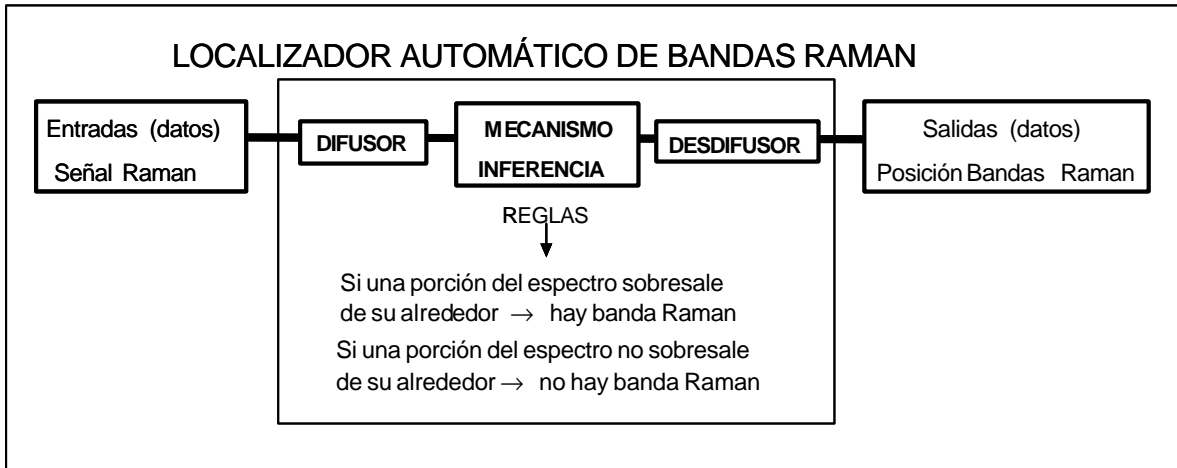 LOCALIZADOR AUTOMÁTICO DE BANDAS RAMAN
Entradas (datos)
Señal Raman
DIFUSOR
MECANISMO
INFERENCIA
DESDIFUSOR
Salidas (datos)
Posición Bandas Raman
REGLAS
Si una porción del espectro sobresale
de su alrededor → hay banda Raman
Si una porción del espectro no sobresale
de su alrededor → no hay banda Raman